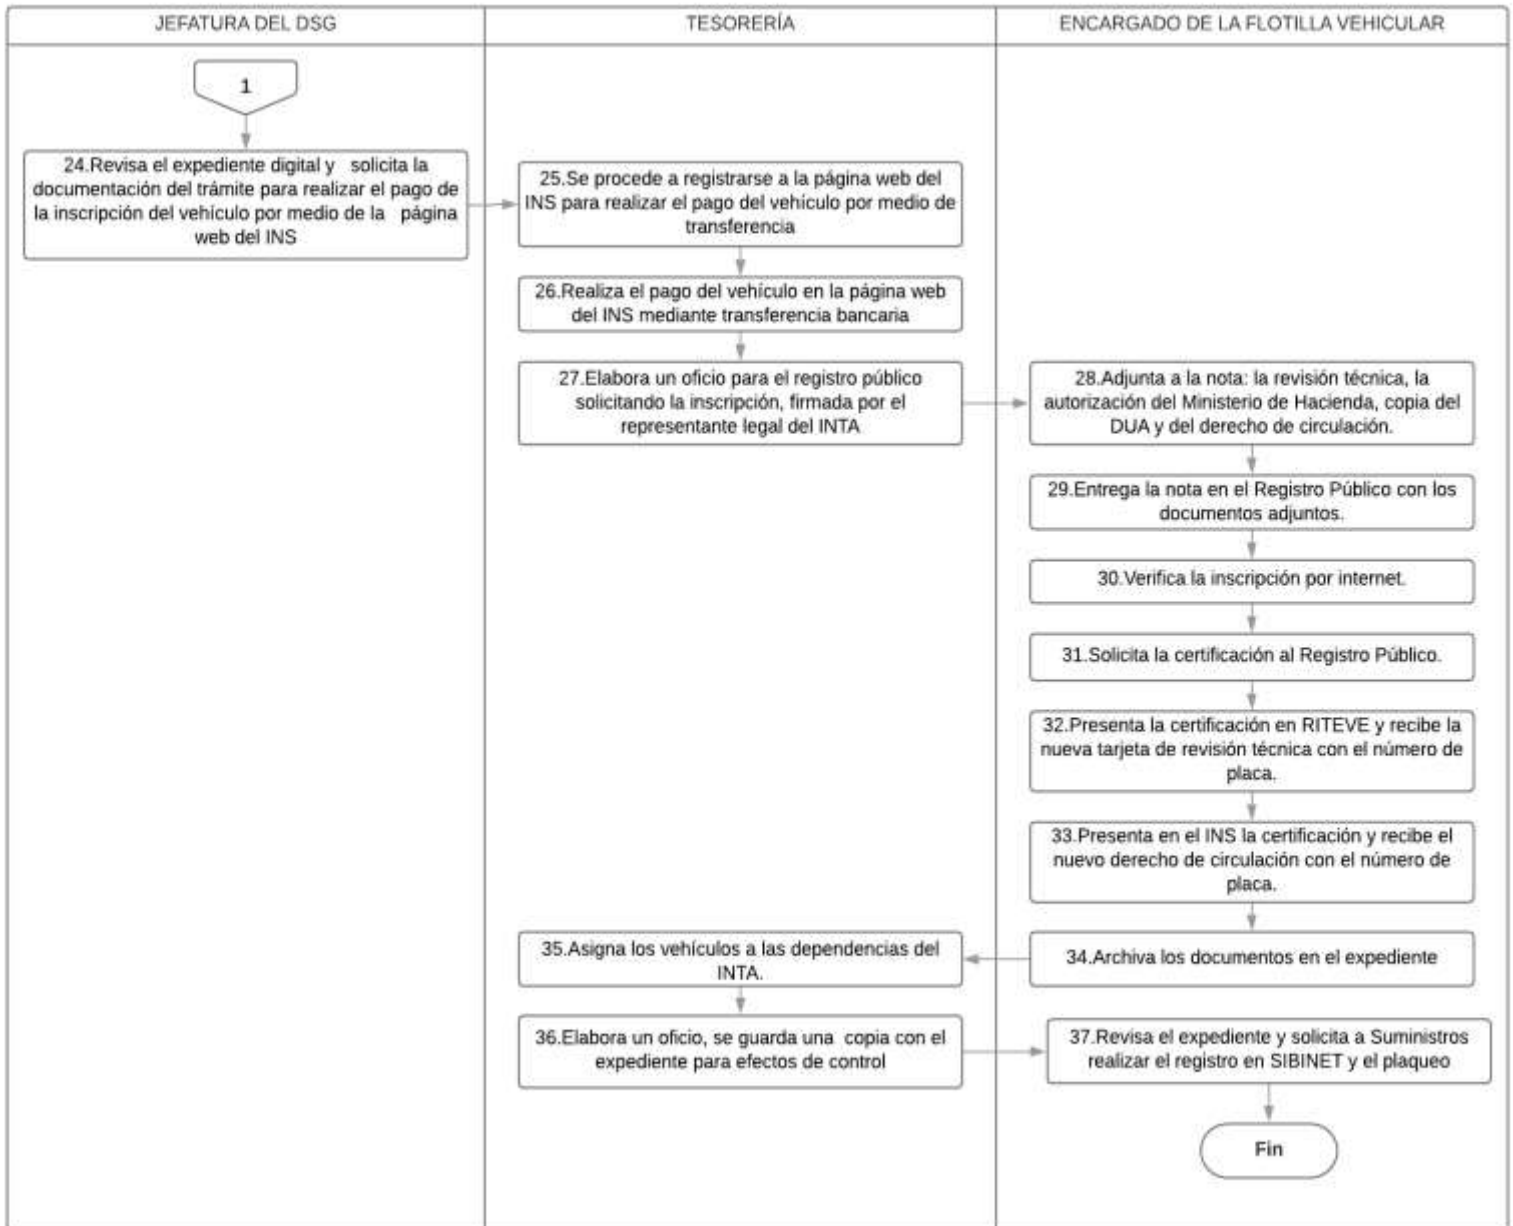 JEFATURA DEL DSG
TESORERÍA
ENCARGADO DE LA FLOTILLA VEHICULAR
1
24.Revisa el expediente digital y solicita la
documentación del trámite para realizar el pago de
la inscripción del vehículo por medio de la página
web del INS
25.Se procede a registrarse a la página web del
INS para realizar el pago del vehículo por medio de
transferencia
26.Realiza el pago del vehículo en la página web
del INS mediante transferencia bancaria
27.Elabora un oficio para el registro público
solicitando la inscripción, firmada por el
representante legal del INTA
28.Adjunta a la nota: la revisión técnica, la
autorización del Ministerio de Hacienda, copia del
DUA y del derecho de circulación.
29.Entrega la nota en el Registro Público con los
documentos adjuntos.
30.Verifica la inscripción por internet.
31.Solicita la certificación al Registro Público.
32.Presenta la certificación en RITEVE y recibe la
nueva tarjeta de revisión técnica con el número de
placa.
33.Presenta en el INS la certificación y recibe el
nuevo derecho de circulación con el número de
placa.
34.Archiva los documentos en el expediente
35.Asigna los vehículos a las dependencias del
INTA.
36.Elabora un oficio, se guarda una copia con el
expediente para efectos de control
37.Revisa el expediente y solicita a Suministros
realizar el registro en SIBINET y el plaqueo
Fin